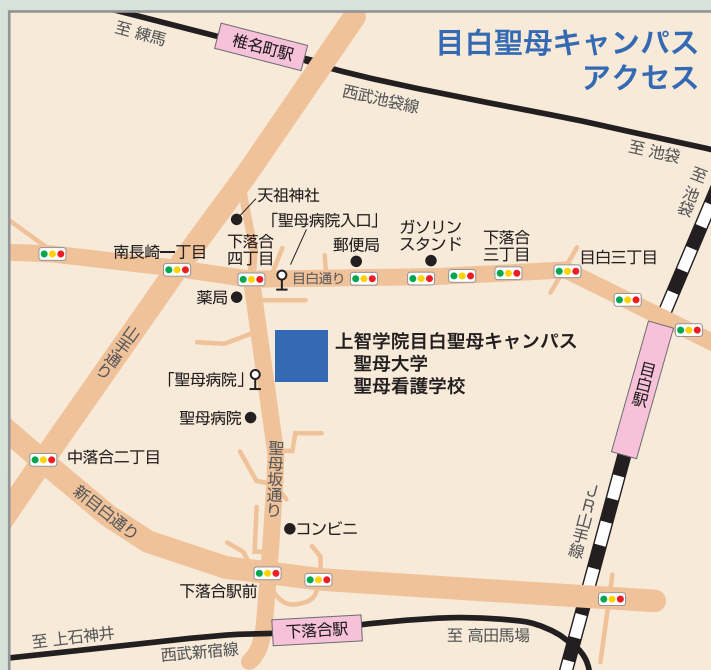 目白聖母キャンパス
アクセス
至 練馬
椎名町駅
西武池袋線
至 池袋
至 池袋
天祖神社
「聖母病院入口」
下落合
四丁目
郵便局
ガソリン
スタンド
下落合
三丁目
目白三丁目
南長崎一丁目
目白通り
薬局
上智学院目白聖母キャンパス
聖母大学
聖母看護学校
山手通り
「聖母病院」
目白駅
聖母病院
聖母坂通り
中落合二丁目
新目白通り
JR山手線
コンビニ
下落合駅前
下落合駅
至 上石神井
西武新宿線
至 高田馬場